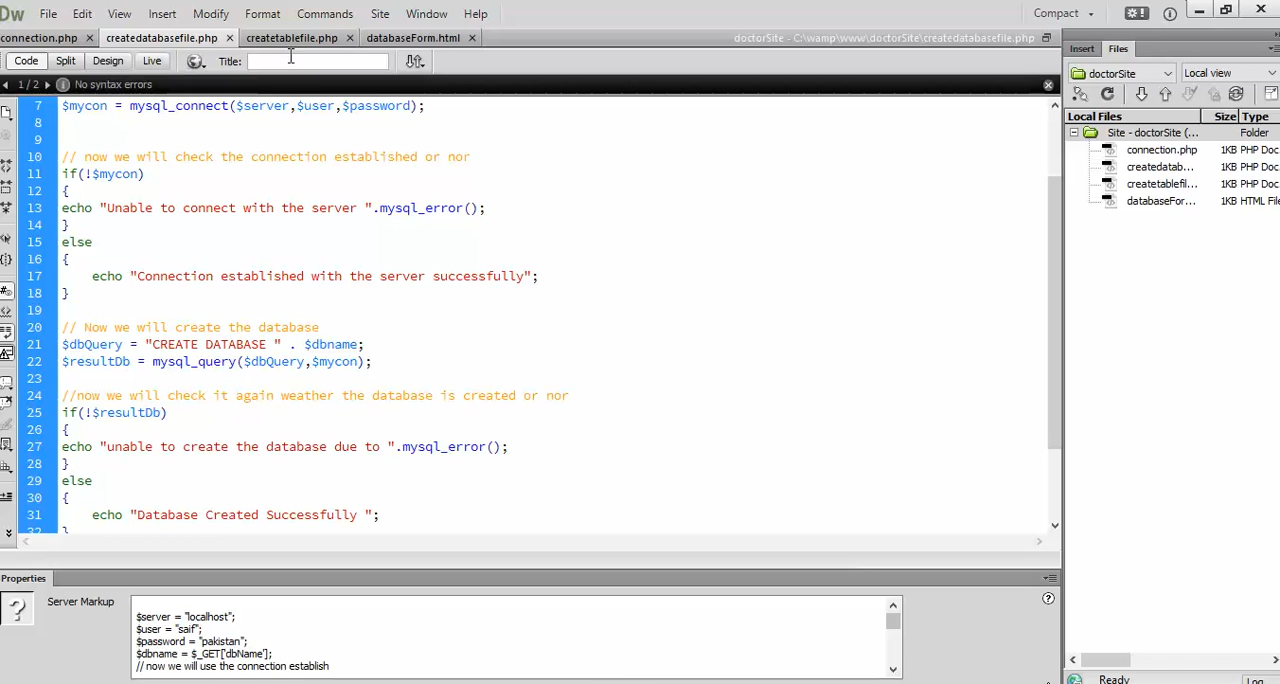 Dw File Edit View Insert Modify Format Commands Site Window Help Compact
connection.php createdatabasefile.php createtablefile.php databaseForm.html doctorSite - C:\wamp\www\doctorSite\createdatabasefile.php
Insert Files
Code Split Design Live Title:
doctorSite Local view
1/2 No syntax errors
Local Files Size Type
Site - doctorSite (... Folder
connection.php 1KB PHP Doc.
createdatab... 1KB PHP Doc.
createtablefil... 1KB PHP Doc.
databaseFor... 1KB HTML File
7 $mycon = mysql_connect($server,$user,$password);
8
9
10 // now we will check the connection established or nor
11 if(!$mycon)
12 {
13 echo "Unable to connect with the server ".mysql_error();
14 }
15 else
16 {
17 echo "Connection established with the server successfully";
18 }
19
20 // Now we will create the database
21 $dbQuery = "CREATE DATABASE " . $dbname;
22 $resultDb = mysql_query($dbQuery,$mycon);
23
24 //now we will check it again weather the database is created or nor
25 if(!$resultDb)
26 {
27 echo "unable to create the database due to ".mysql_error();
28 }
29 else
30 {
31 echo "Database Created Successfully ";
32 }
Properties
Server Markup
$server = "localhost";
$user = "saif";
$password = "pakistan";
$dbname = $_GET['dbName'];
// now we will use the connection establish
Ready Log